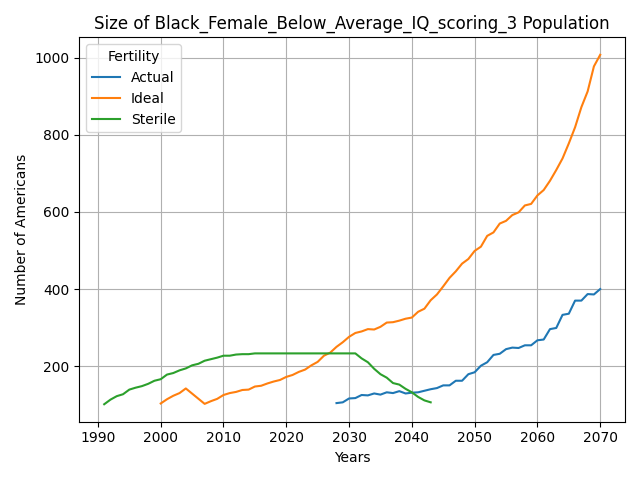 Size of Black_Female_Below_Average_IQ_scoring_3 Population
Fertility
Actual
Ideal
Sterile
Number of Americans
1000
800
600
400
200
1990 2000 2010 2020 2030 2040 2050 2060 2070
Years